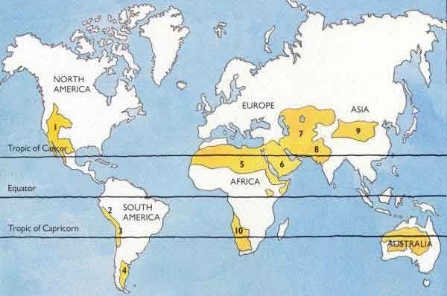 NORTH
AMERICA
EUROPE
ASIA
1
7
9
8
Tropic of Cancer
5
6
AFRICA
Equator
2
SOUTH
AMERICA
Tropic of Capricorn
3
10
AUSTRALIA
4